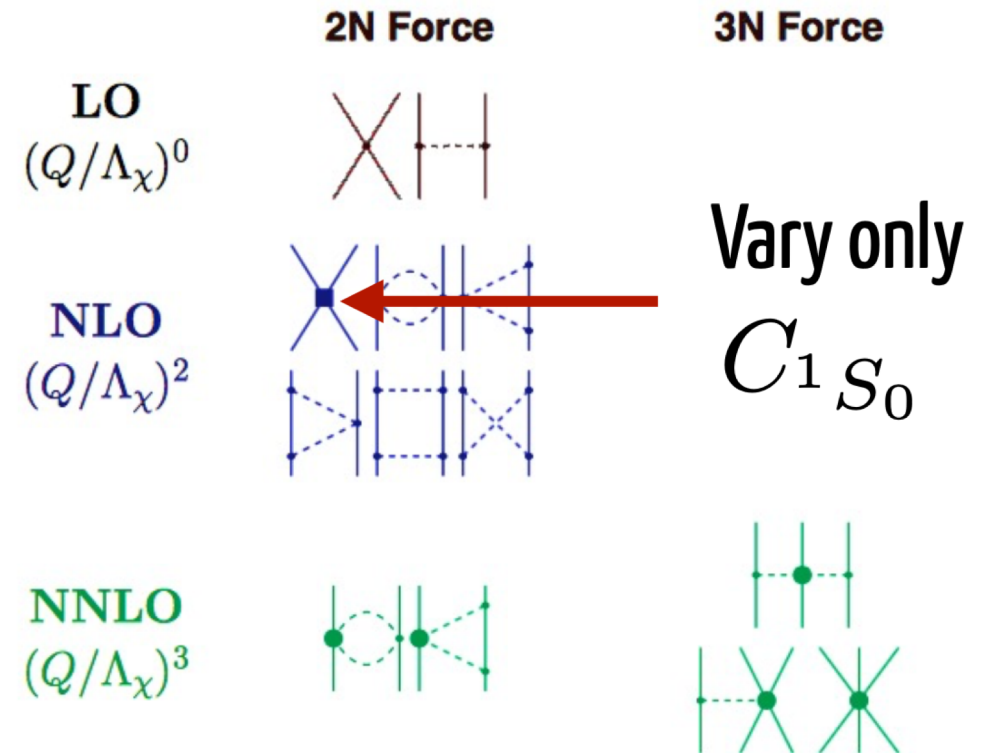 2N Force 3N Force
LO
(Q/Λχ)⁰
Vary only
C₁S₀
NLO
(Q/Λχ)²
NNLO
(Q/Λχ)³